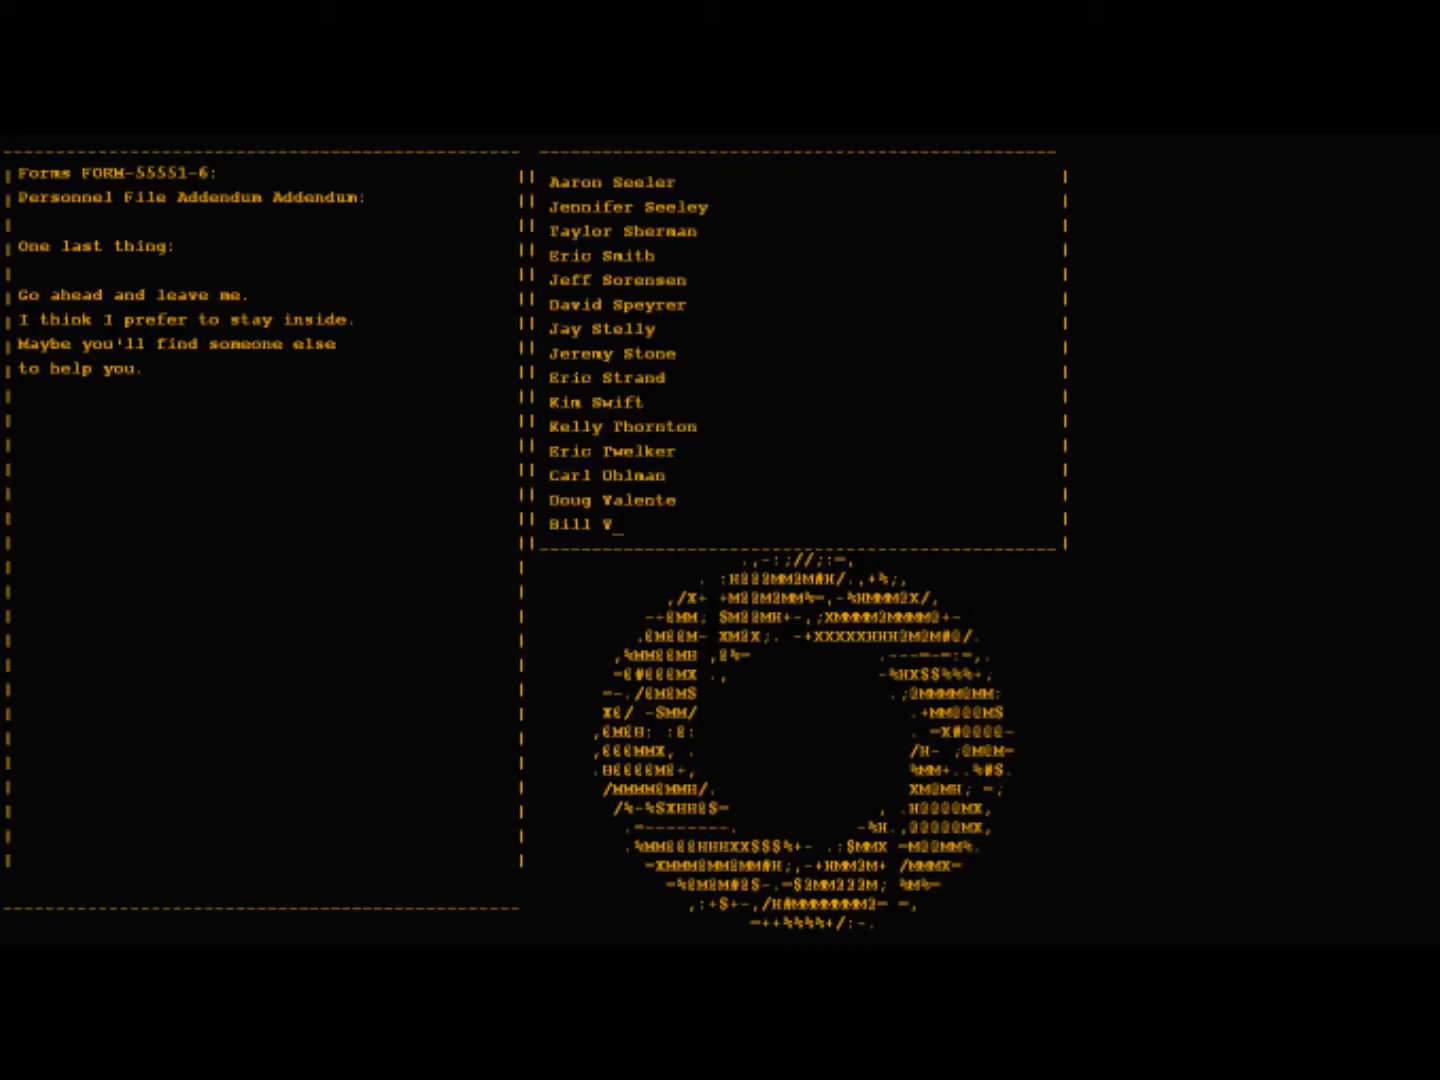 Forms FORM-55551-6:
Personnel File Addendum Addendum:
One last thing:
Go ahead and leave me.
I think I prefer to stay inside.
Maybe you'll find someone else
to help you.
Aaron Seeler
Jennifer Seeley
Taylor Sherman
Eric Smith
Jeff Sorensen
David Speyrer
Jay Stelly
Jeremy Stone
Eric Strand
Kim Swift
Kelly Thornton
Eric Twelker
Carl Uhlman
Doug Valente
Bill V_